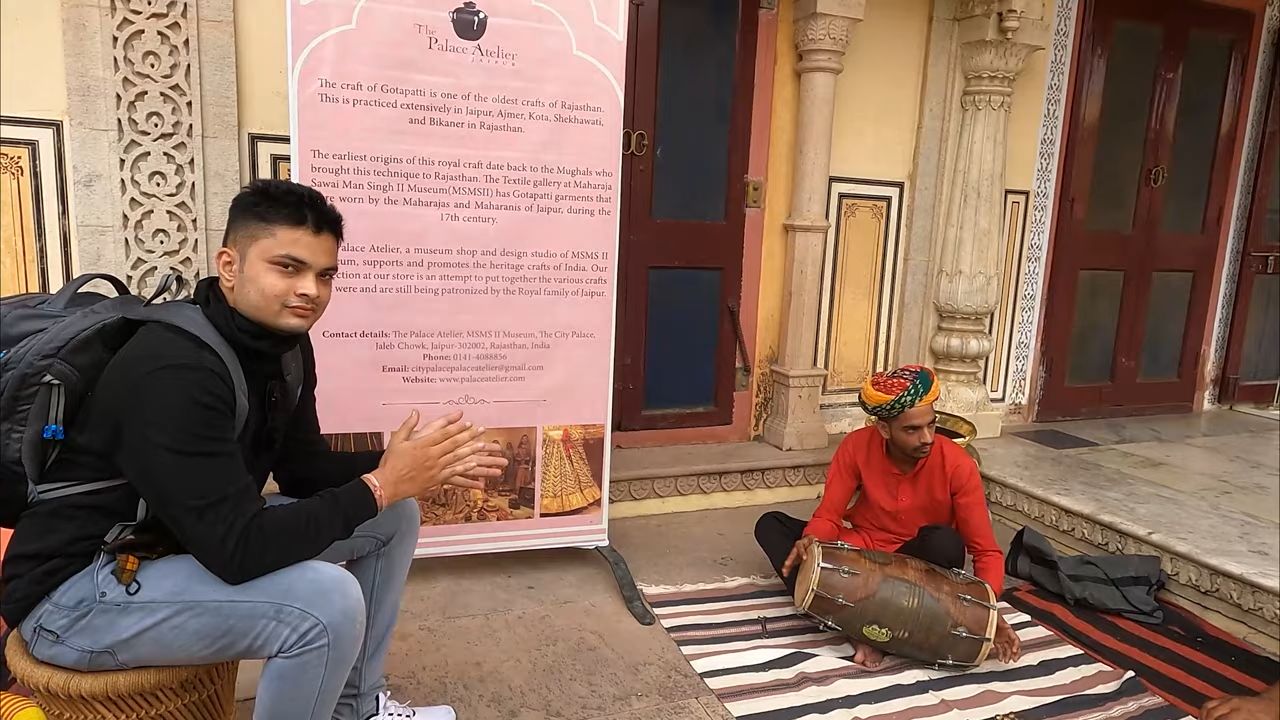 The
Palace Atelier
JAIPUR
The craft of Gotapatti is one of the oldest crafts of Rajasthan.
This is practiced extensively in Jaipur, Ajmer, Kota, Shekhawati,
and Bikaner in Rajasthan.
The earliest origins of this royal craft date back to the Mughals who
brought this technique to Rajasthan. The Textile gallery at Maharaja
Sawai Man Singh II Museum(MSMSII) has Gotapatti garments that
worn by the Maharajas and Maharanis of Jaipur, during the
17th century.
Palace Atelier, a museum shop and design studio of MSMS II
supports and promotes the heritage crafts of India. Our
at our store is an attempt to put together the various crafts
were and are still being patronized by the Royal family of Jaipur.
Contact details: The Palace Atelier, MSMS II Museum, The City Palace,
Jaleb Chowk, Jaipur-302002, Rajasthan, India
Phone: 0141-4088856
Email: citypalacepalaceatelier@gmail.com
Website: www.palaceatelier.com